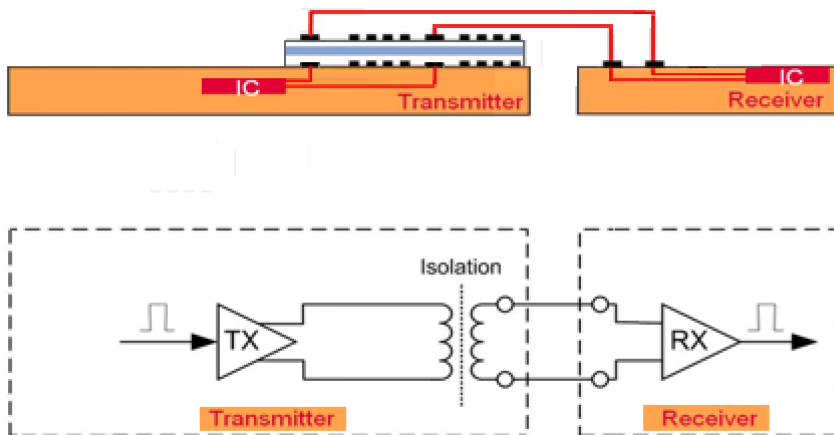 IC
IC
Transmitter
Receiver
Isolation
TX
RX
Transmitter
Receiver